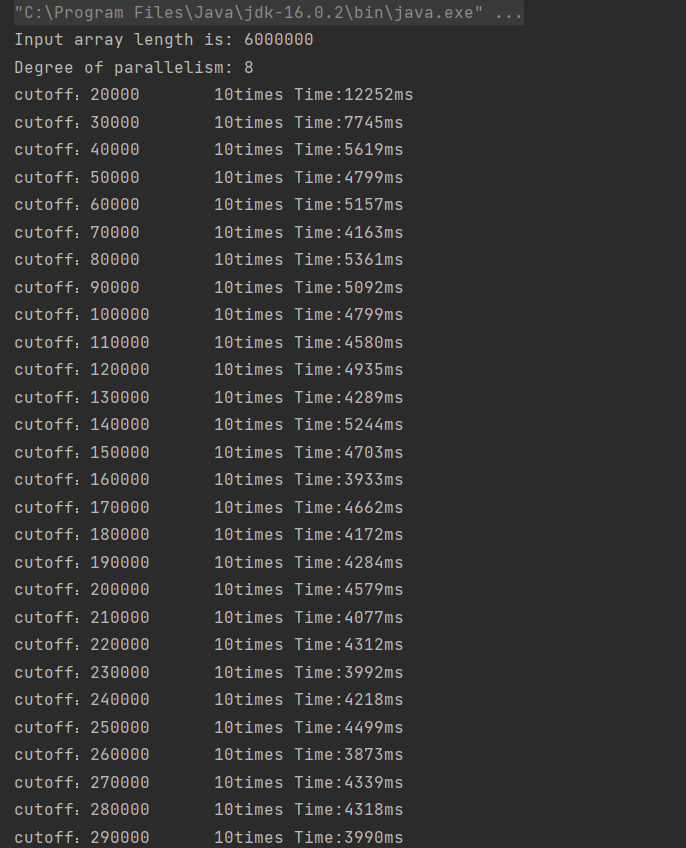 "C:\Program Files\Java\jdk-16.0.2\bin\java.exe" ...
Input array length is: 6000000
Degree of parallelism: 8
cutoff：20000		10times Time:12252ms
cutoff：30000		10times Time:7745ms
cutoff：40000		10times Time:5619ms
cutoff：50000		10times Time:4799ms
cutoff：60000		10times Time:5157ms
cutoff：70000		10times Time:4163ms
cutoff：80000		10times Time:5361ms
cutoff：90000		10times Time:5092ms
cutoff：100000		10times Time:4799ms
cutoff：110000		10times Time:4580ms
cutoff：120000		10times Time:4935ms
cutoff：130000		10times Time:4289ms
cutoff：140000		10times Time:5244ms
cutoff：150000		10times Time:4703ms
cutoff：160000		10times Time:3933ms
cutoff：170000		10times Time:4662ms
cutoff：180000		10times Time:4172ms
cutoff：190000		10times Time:4284ms
cutoff：200000		10times Time:4579ms
cutoff：210000		10times Time:4077ms
cutoff：220000		10times Time:4312ms
cutoff：230000		10times Time:3992ms
cutoff：240000		10times Time:4218ms
cutoff：250000		10times Time:4499ms
cutoff：260000		10times Time:3873ms
cutoff：270000		10times Time:4339ms
cutoff：280000		10times Time:4318ms
cutoff：290000		10times Time:3990ms